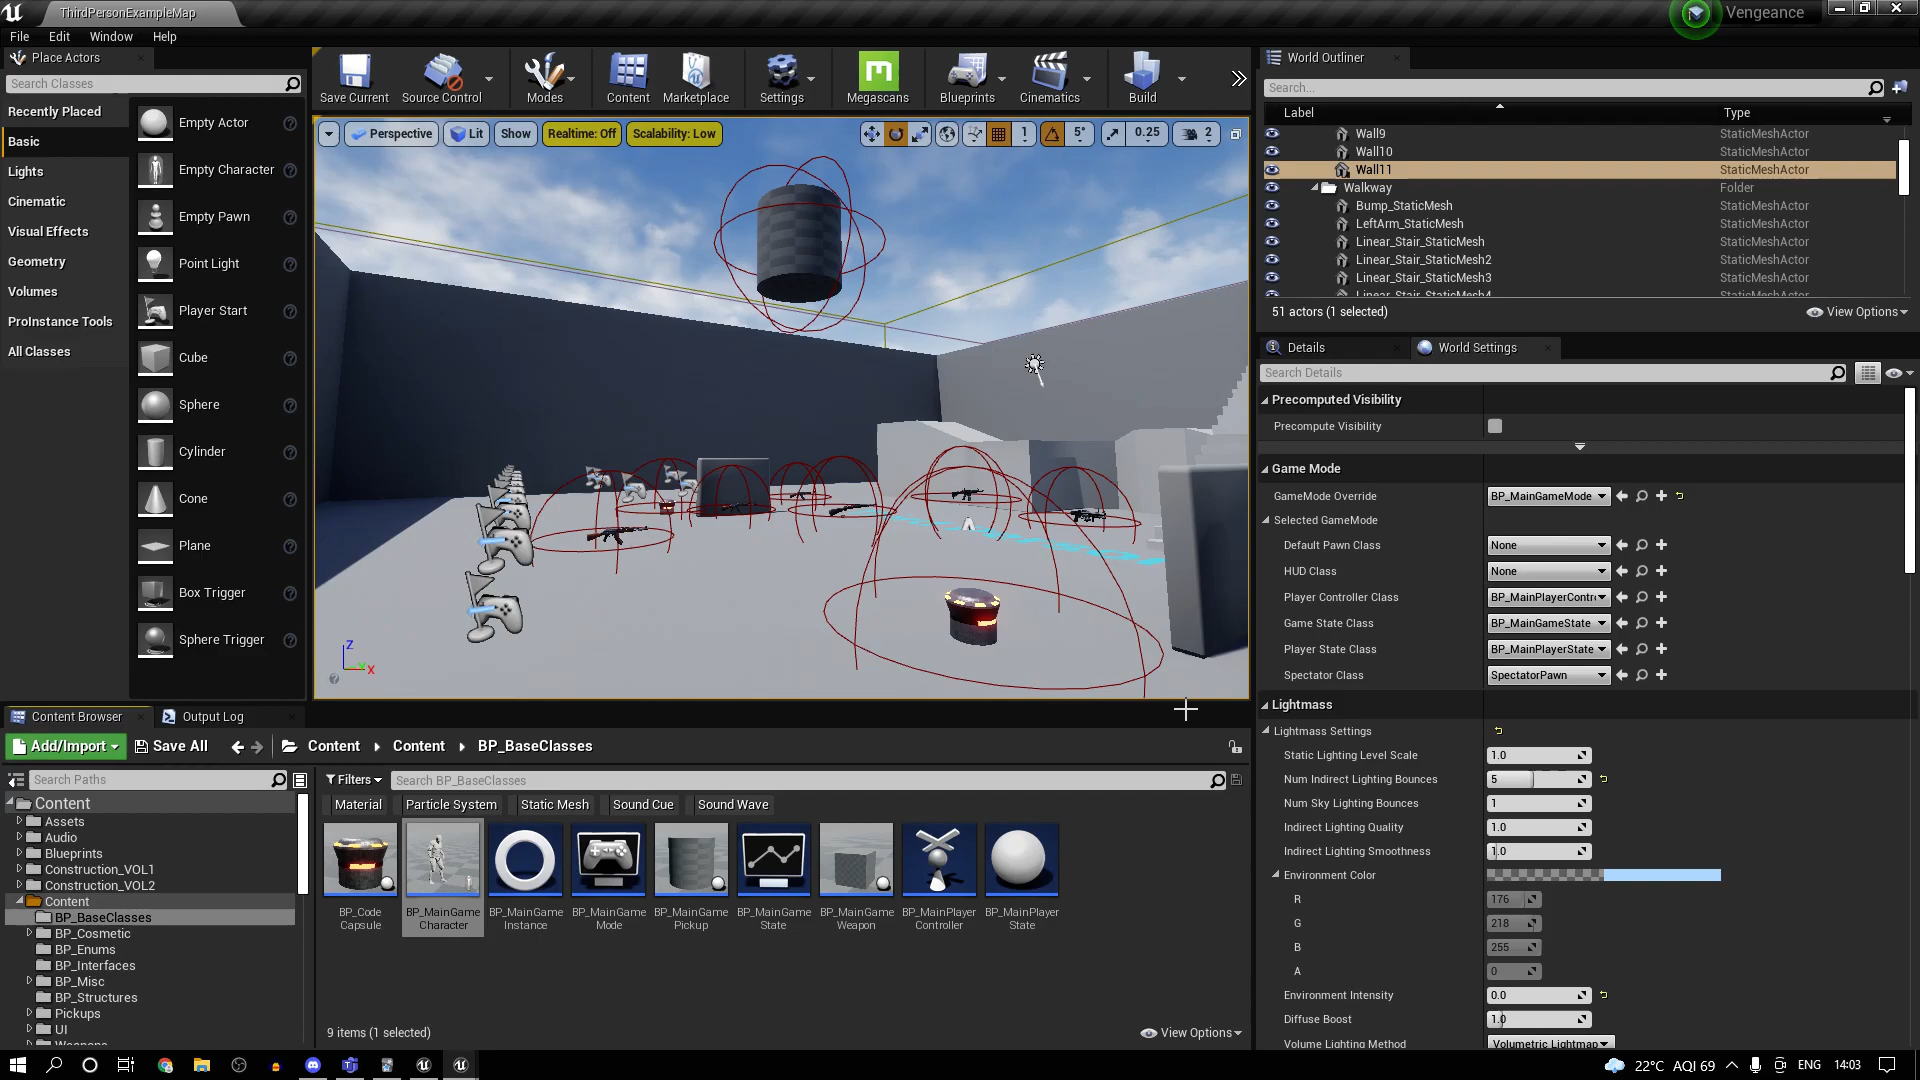 ThirdPersonExampleMap
Vengeance
File Edit Window Help
Place Actors
Search Classes
Recently Placed
Basic
Lights
Cinematic
Visual Effects
Geometry
Volumes
ProInstance Tools
All Classes
Empty Actor
Empty Character
Empty Pawn
Point Light
Player Start
Cube
Sphere
Cylinder
Cone
Plane
Box Trigger
Sphere Trigger
Save Current
Source Control
Modes
Content
Marketplace
Settings
Megascans
Blueprints
Cinematics
Build
Perspective Lit Show Realtime: Off Scalability: Low 1 5° 0.25 2
Z
X
World Outliner
Search...
Label Type
Wall9 StaticMeshActor
Wall10 StaticMeshActor
Wall11 StaticMeshActor
Walkway Folder
Bump_StaticMesh StaticMeshActor
LeftArm_StaticMesh StaticMeshActor
Linear_Stair_StaticMesh StaticMeshActor
Linear_Stair_StaticMesh2 StaticMeshActor
Linear_Stair_StaticMesh3 StaticMeshActor
Linear_Stair_StaticMesh4 StaticMeshActor
51 actors (1 selected) View Options
Details World Settings
Search Details
Precomputed Visibility
Precompute Visibility
Game Mode
GameMode Override BP_MainGameMode
Selected GameMode
Default Pawn Class None
HUD Class None
Player Controller Class BP_MainPlayerContr
Game State Class BP_MainGameState
Player State Class BP_MainPlayerState
Spectator Class SpectatorPawn
Lightmass
Lightmass Settings
Static Lighting Level Scale 1.0
Num Indirect Lighting Bounces 5
Num Sky Lighting Bounces 1
Indirect Lighting Quality 1.0
Indirect Lighting Smoothness 1.0
Environment Color
R 176
G 218
B 255
A 0
Environment Intensity 0.0
Diffuse Boost 1.0
Volume Lighting Method Volumetric Lightmap
Content Browser Output Log
Add/Import Save All Content Content BP_BaseClasses
Search Paths
Content
Assets
Audio
Blueprints
Construction_VOL1
Construction_VOL2
Content
BP_BaseClasses
BP_Cosmetic
BP_Enums
BP_Interfaces
BP_Misc
BP_Structures
Pickups
UI
Weapons
Filters Search BP_BaseClasses
Material Particle System Static Mesh Sound Cue Sound Wave
BP_Code Capsule
BP_MainGame Character
BP_MainGame Instance
BP_MainGame Mode
BP_MainGame Pickup
BP_MainGame State
BP_MainGame Weapon
BP_MainPlayer Controller
BP_MainPlayer State
9 items (1 selected) View Options
22°C AQI 69 ENG 14:03